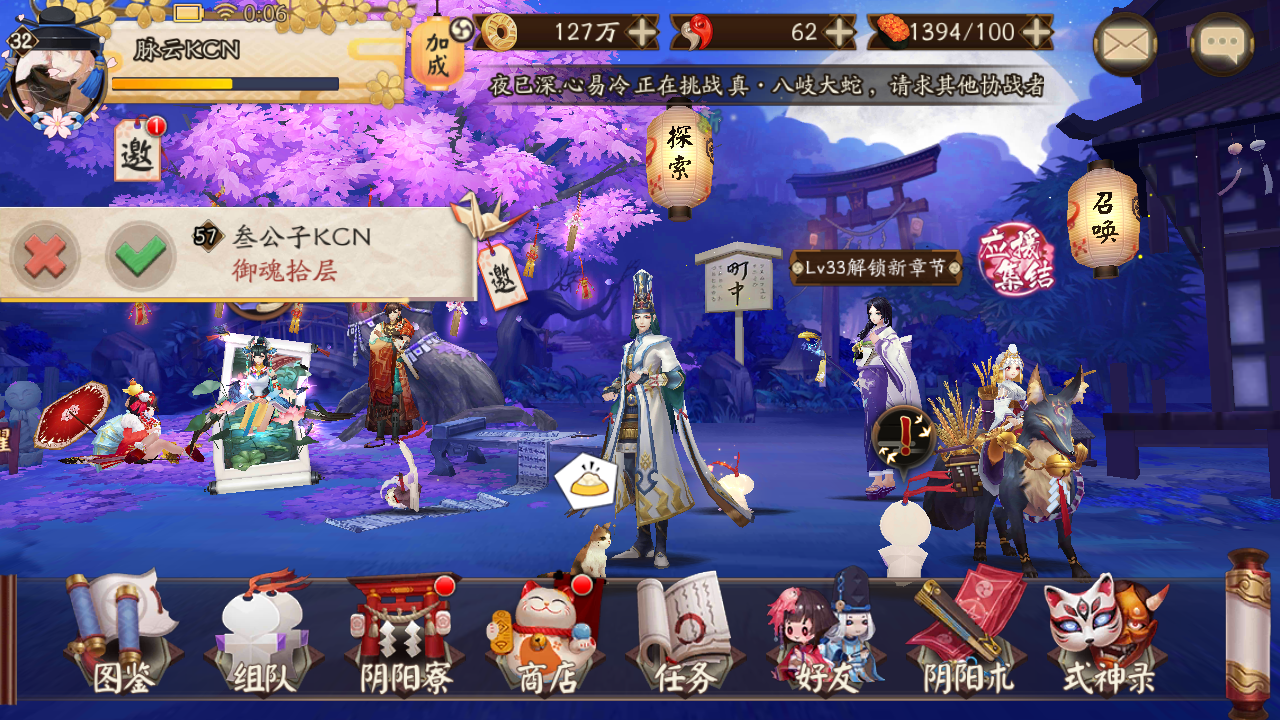 0:06
32
脉云KCN
加成
127万
62
1394/100
夜已深.心易冷 正在挑战 真·八岐大蛇，请求其他协战者
邀
1
探索
召唤
57
叁公子KCN
御魂拾层
邀
町中
Lv33解锁新章节
应援集结
图鉴
组队
阴阳寮
商店
任务
好友
阴阳术
式神录